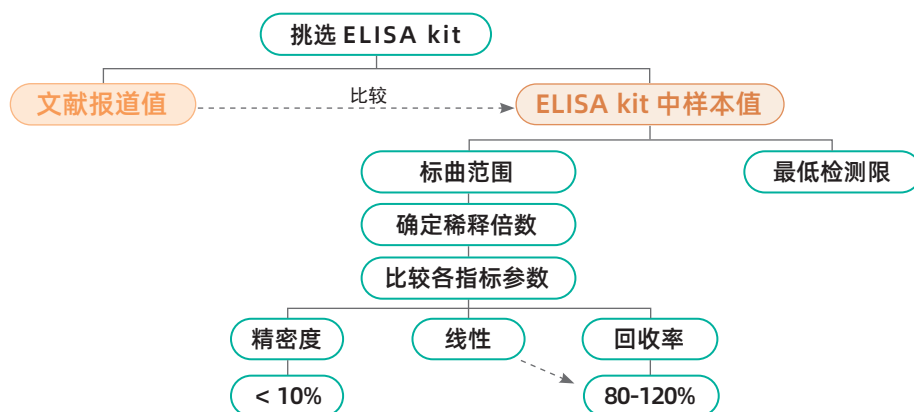 挑选 ELISA kit
文献报道值
比较
ELISA kit 中样本值
标曲范围
最低检测限
确定稀释倍数
比较各指标参数
精密度
线性
回收率
< 10%
80-120%